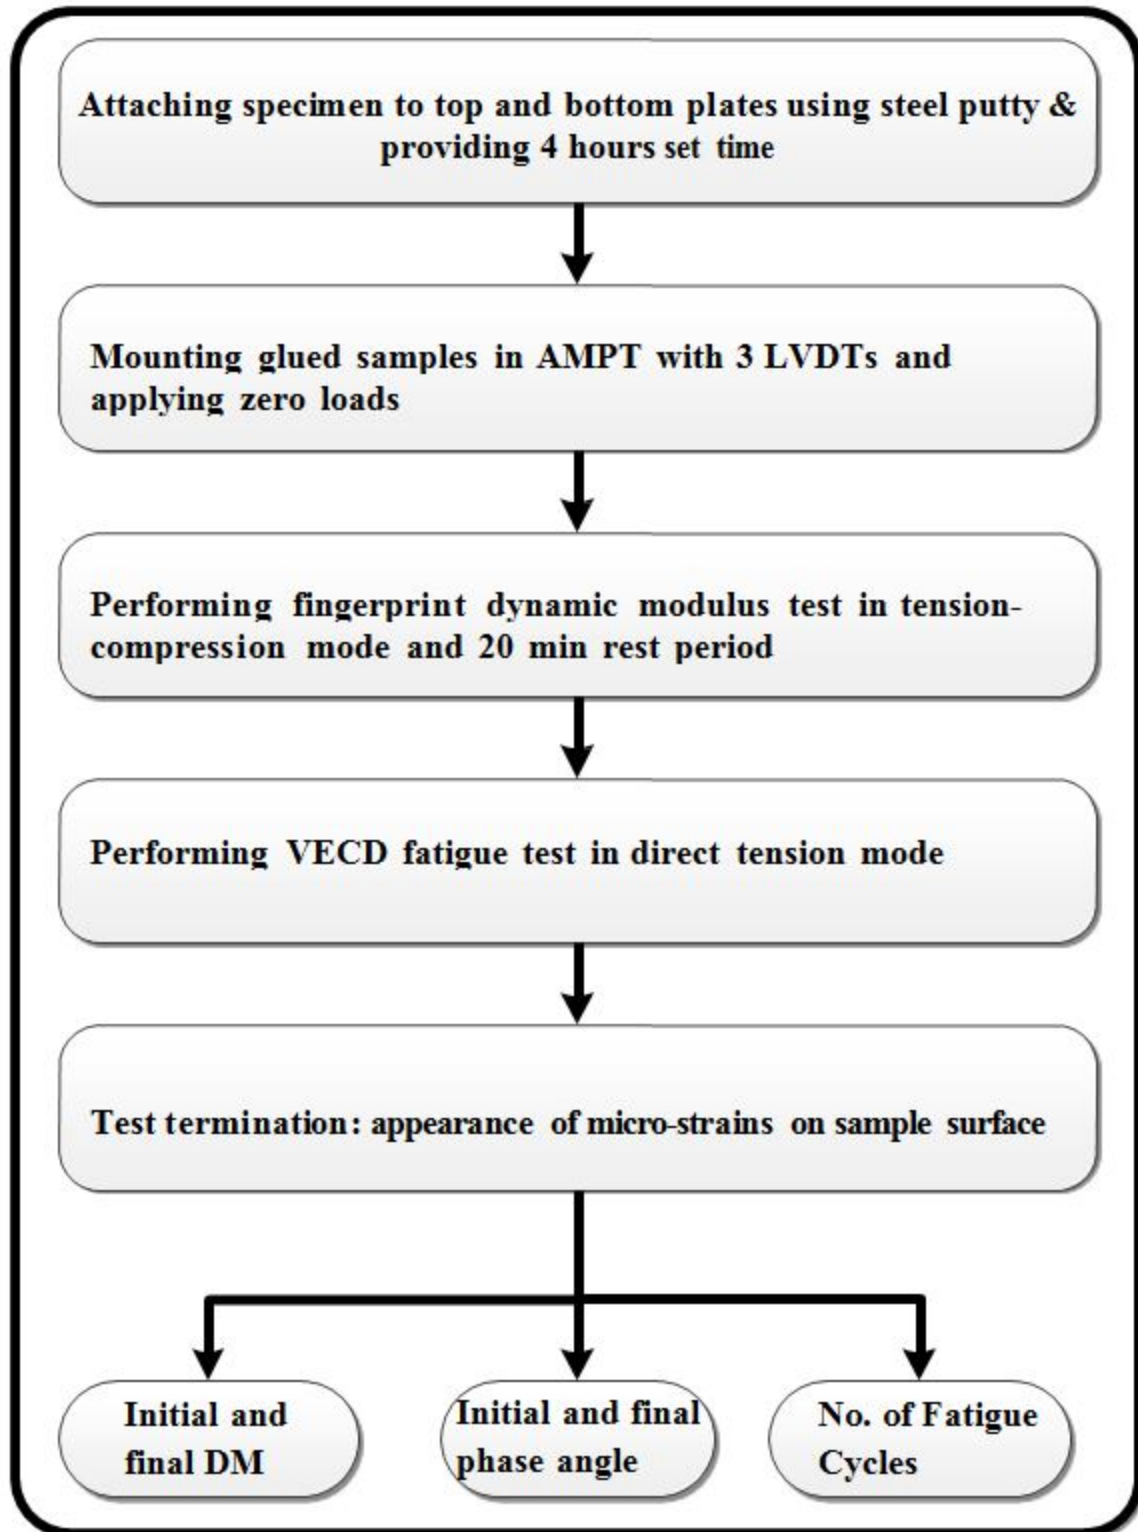 Attaching specimen to top and bottom plates using steel putty &
providing 4 hours set time
Mounting glued samples in AMPT with 3 LVDTs and
applying zero loads
Performing fingerprint dynamic modulus test in tension-
compression mode and 20 min rest period
Performing VECD fatigue test in direct tension mode
Test termination: appearance of micro-strains on sample surface
Initial and
final DM
Initial and final
phase angle
No. of Fatigue
Cycles